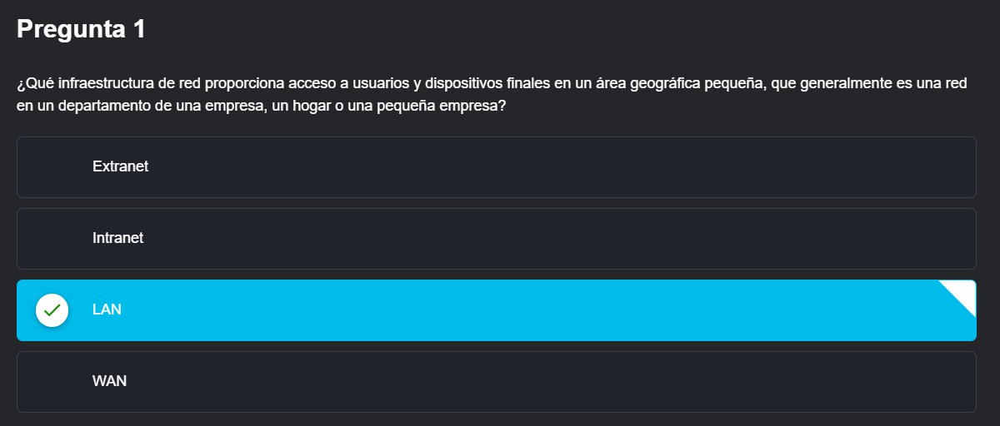 Pregunta 1
¿Qué infraestructura de red proporciona acceso a usuarios y dispositivos finales en un área geográfica pequeña, que generalmente es una red
en un departamento de una empresa, un hogar o una pequeña empresa?
Extranet
Intranet
LAN
WAN